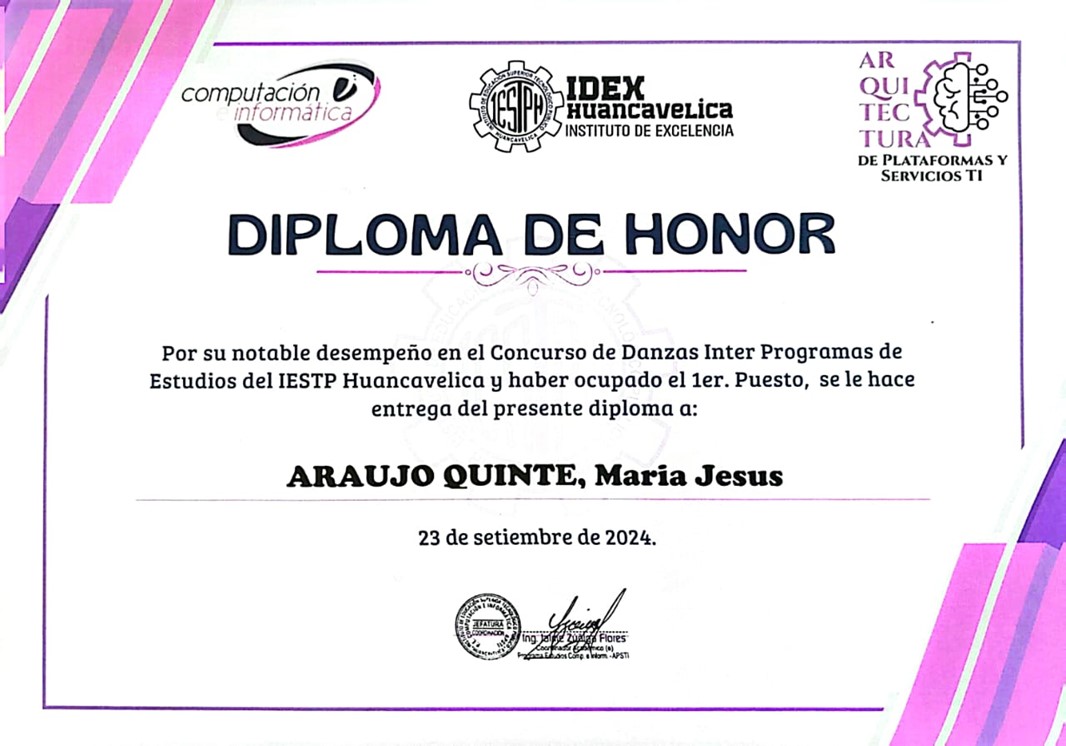 computación e
informática
IESTPH
IDEX
Huancavelica
INSTITUTO DE EXCELENCIA
AR
QUI
TEC
TURA
DE PLATAFORMAS Y
SERVICIOS TI
DIPLOMA DE HONOR
Por su notable desempeño en el Concurso de Danzas Inter Programas de
Estudios del IESTP Huancavelica y haber ocupado el 1er. Puesto, se le hace
entrega del presente diploma a:
ARAUJO QUINTE, Maria Jesus
23 de setiembre de 2024.
JEFATURA
COORDINACIÓN
Ing. Jaime Zuñiga Flores
Coordinador Académico (e)
Programa Estudios Comp. e Inform. -APSTI